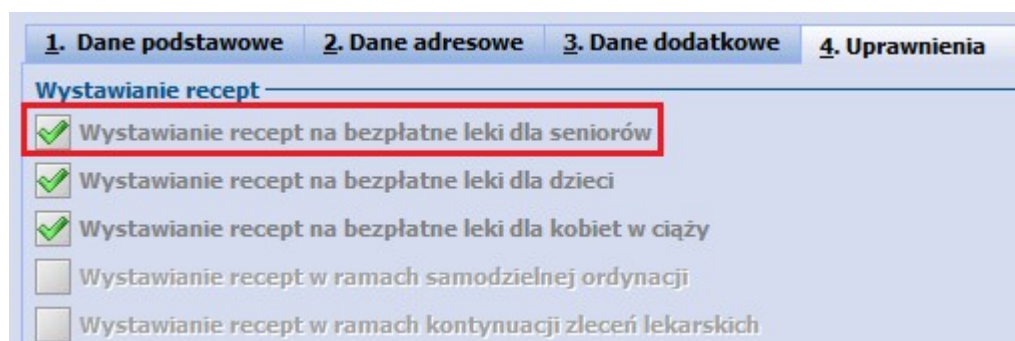 1. Dane podstawowe 2. Dane adresowe 3. Dane dodatkowe 4. Uprawnienia
Wystawianie recept
Wystawianie recept na bezpłatne leki dla seniorów
Wystawianie recept na bezpłatne leki dla dzieci
Wystawianie recept na bezpłatne leki dla kobiet w ciąży
Wystawianie recept w ramach samodzielnej ordynacji
Wystawianie recept w ramach kontynuacji zleceń lekarskich